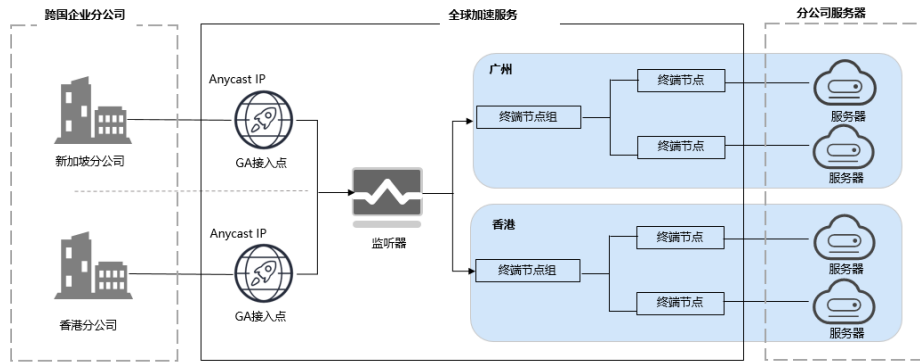 跨国企业分公司
全球加速服务
分公司服务器
广州
Anycast IP
终端节点
服务器
终端节点组
新加坡分公司
GA接入点
终端节点
服务器
监听器
香港
Anycast IP
终端节点
服务器
终端节点组
香港分公司
GA接入点
终端节点
服务器